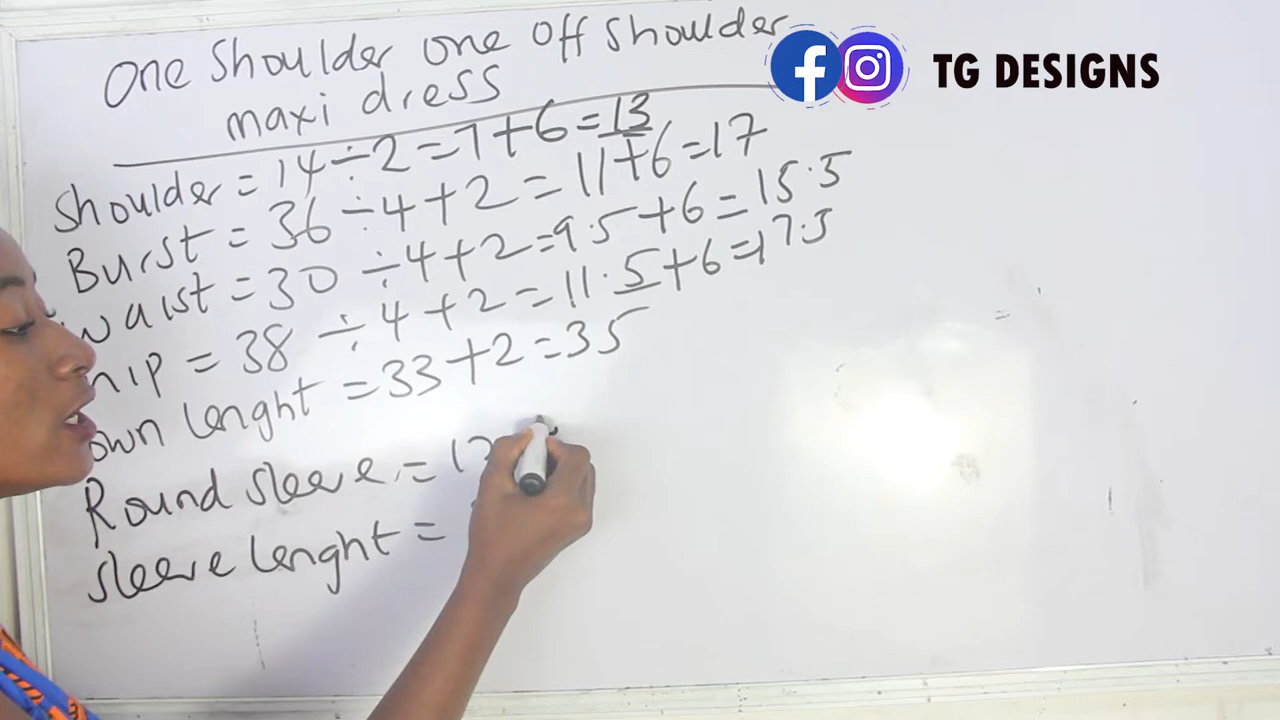 One shoulder one off shoulder
maxi dress
TG DESIGNS
Shoulder = 14 ÷ 2 = 7 + 6 = 13
Burst = 36 ÷ 4 + 2 = 11 + 6 = 17
waist = 30 ÷ 4 + 2 = 9.5 + 6 = 15.5
hip = 38 ÷ 4 + 2 = 11.5 + 6 = 17.5
lenght = 33 + 2 = 35
Round sleeve =
sleeve lenght =